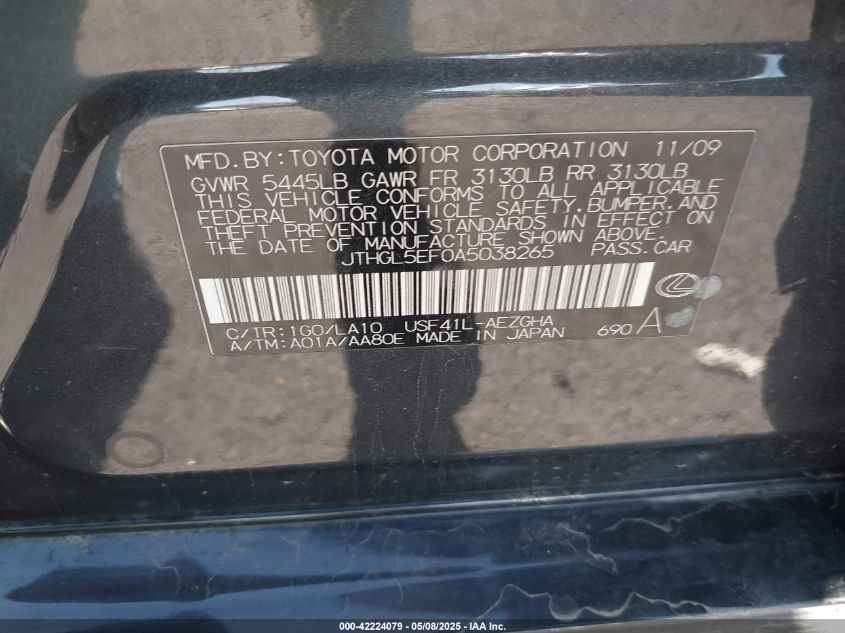 MFD.BY:TOYOTA MOTOR CORPORATION 11/09
GVWR 5445LB GAWR FR 3130LB RR 3130LB
THIS VEHICLE CONFORMS TO ALL APPLICABLE
FEDERAL MOTOR VEHICLE SAFETY,BUMPER,AND
THEFT PREVENTION STANDARDS IN EFFECT ON
THE DATE OF MANUFACTURE SHOWN ABOVE.
JTHGL5EF0A5038265 PASS.CAR
C/TR:1G0/LA10 USF41L-AEZGHA
A/TM:A01A/AA80E MADE IN JAPAN 690 A
000-42224079 - 05/08/2025 - IAA Inc.